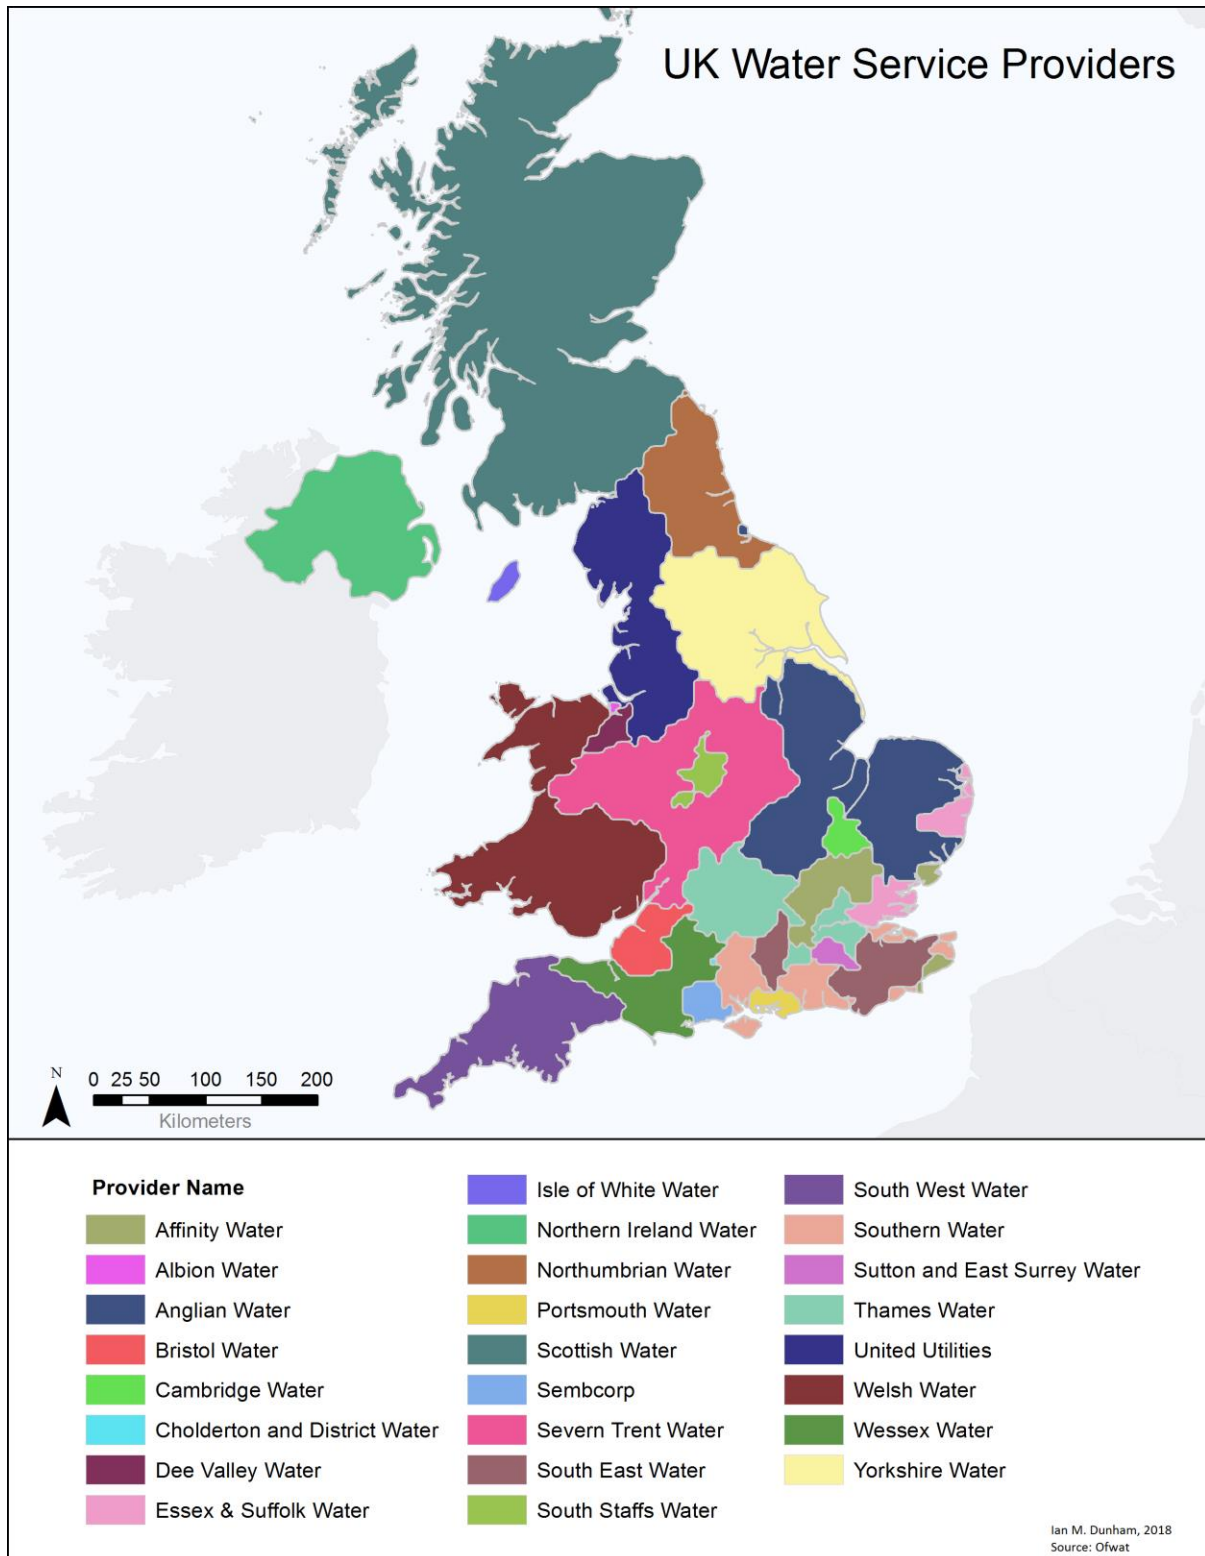 UK Water Service Providers
N
0 25 50 100 150 200
Kilometers
Provider Name
Affinity Water
Albion Water
Anglian Water
Bristol Water
Cambridge Water
Cholderton and District Water
Dee Valley Water
Essex & Suffolk Water
Isle of White Water
Northern Ireland Water
Northumbrian Water
Portsmouth Water
Scottish Water
Sembcorp
Severn Trent Water
South East Water
South Staffs Water
South West Water
Southern Water
Sutton and East Surrey Water
Thames Water
United Utilities
Welsh Water
Wessex Water
Yorkshire Water
Ian M. Dunham, 2018
Source: Ofwat